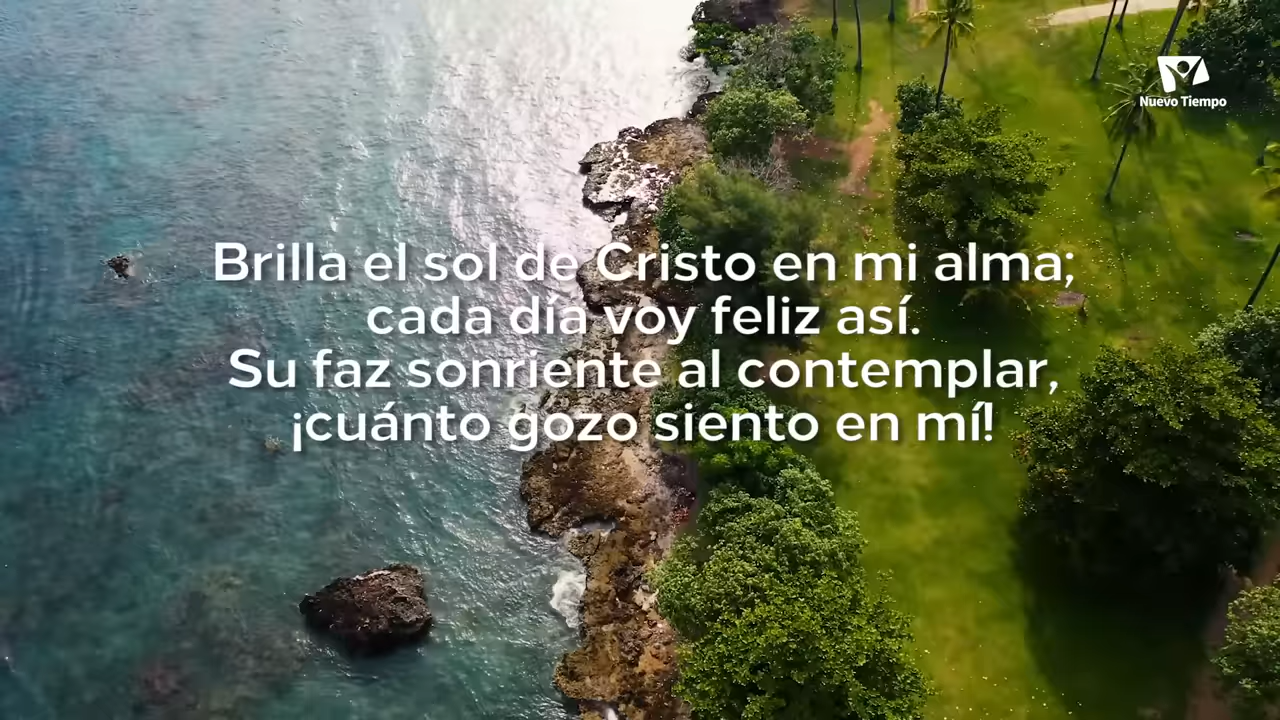 Nuevo Tiempo
Brilla el sol de Cristo en mi alma;
cada día voy feliz así.
Su faz sonriente al contemplar,
¡cuánto gozo siento en mí!